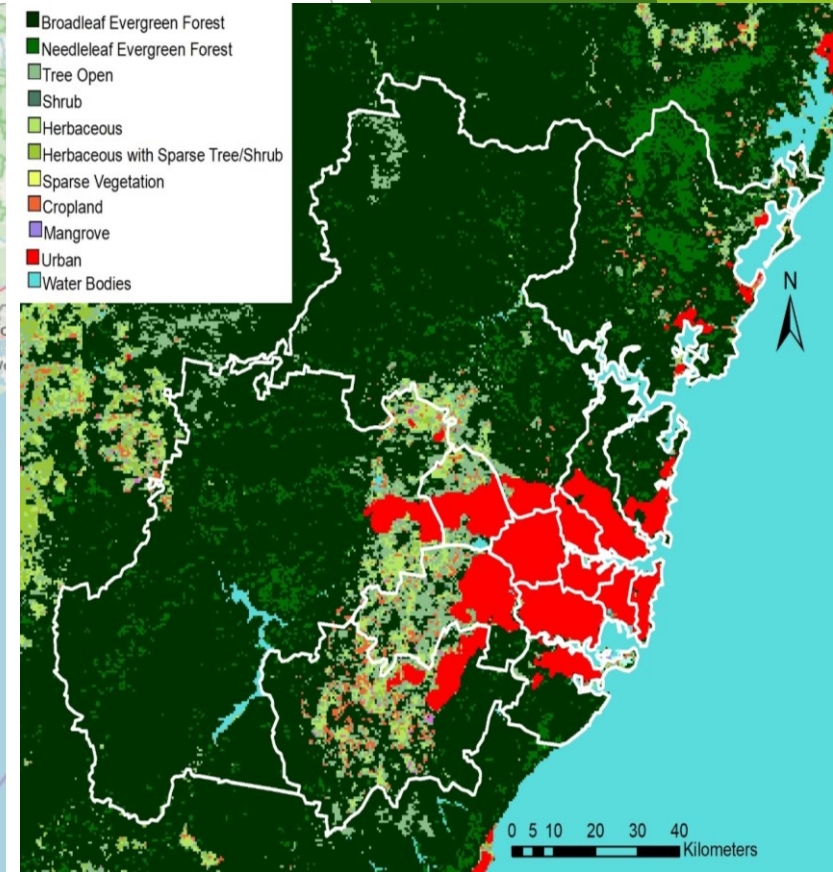 Broadleaf Evergreen Forest
Needleleaf Evergreen Forest
Tree Open
Shrub
Herbaceous
Herbaceous with Sparse Tree/Shrub
Sparse Vegetation
Cropland
Mangrove
Urban
Water Bodies
N
0 5 10 20 30 40
Kilometers